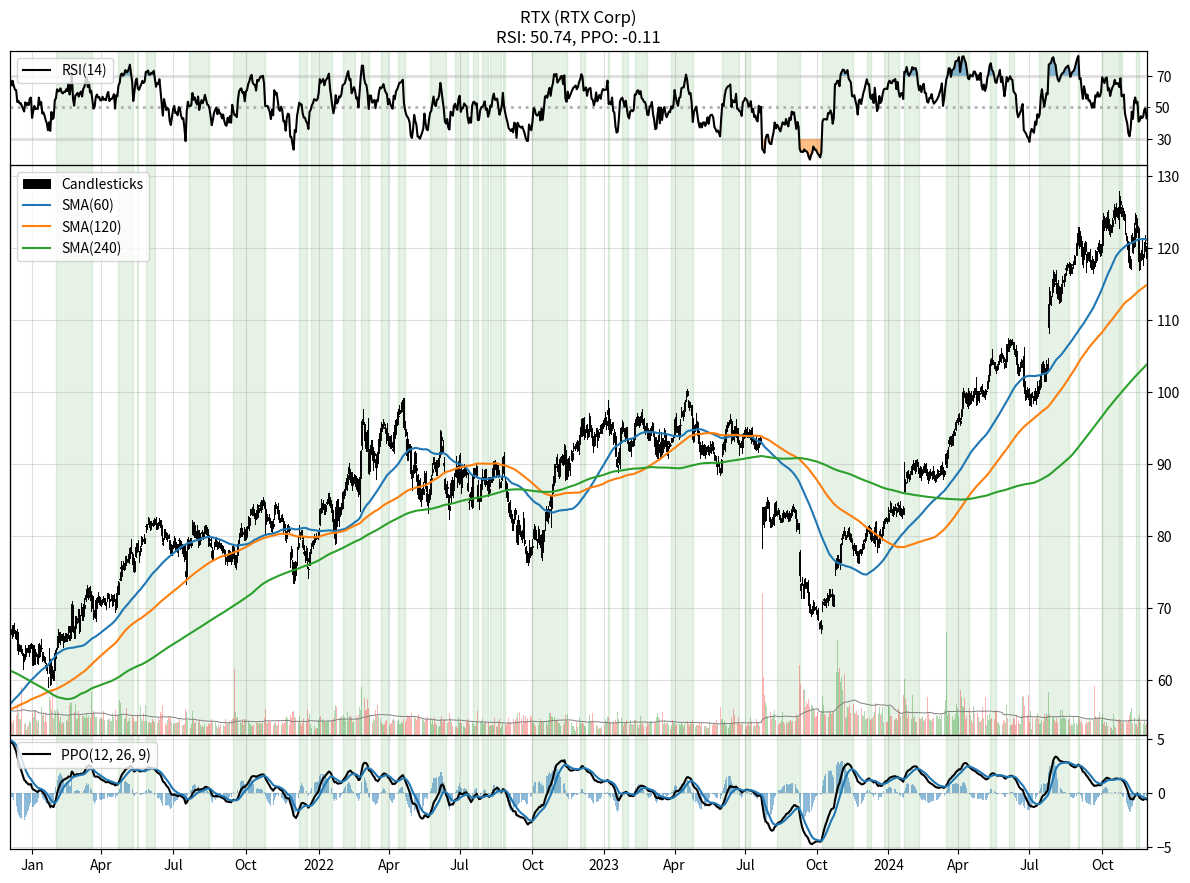 RTX (RTX Corp)
RSI: 50.74, PPO: -0.11
RSI(14)
70
50
30
Candlesticks
SMA(60)
SMA(120)
SMA(240)
130
120
110
100
90
80
70
60
PPO(12, 26, 9)
5
0
−5
Jan Apr Jul Oct 2022 Apr Jul Oct 2023 Apr Jul Oct 2024 Apr Jul Oct